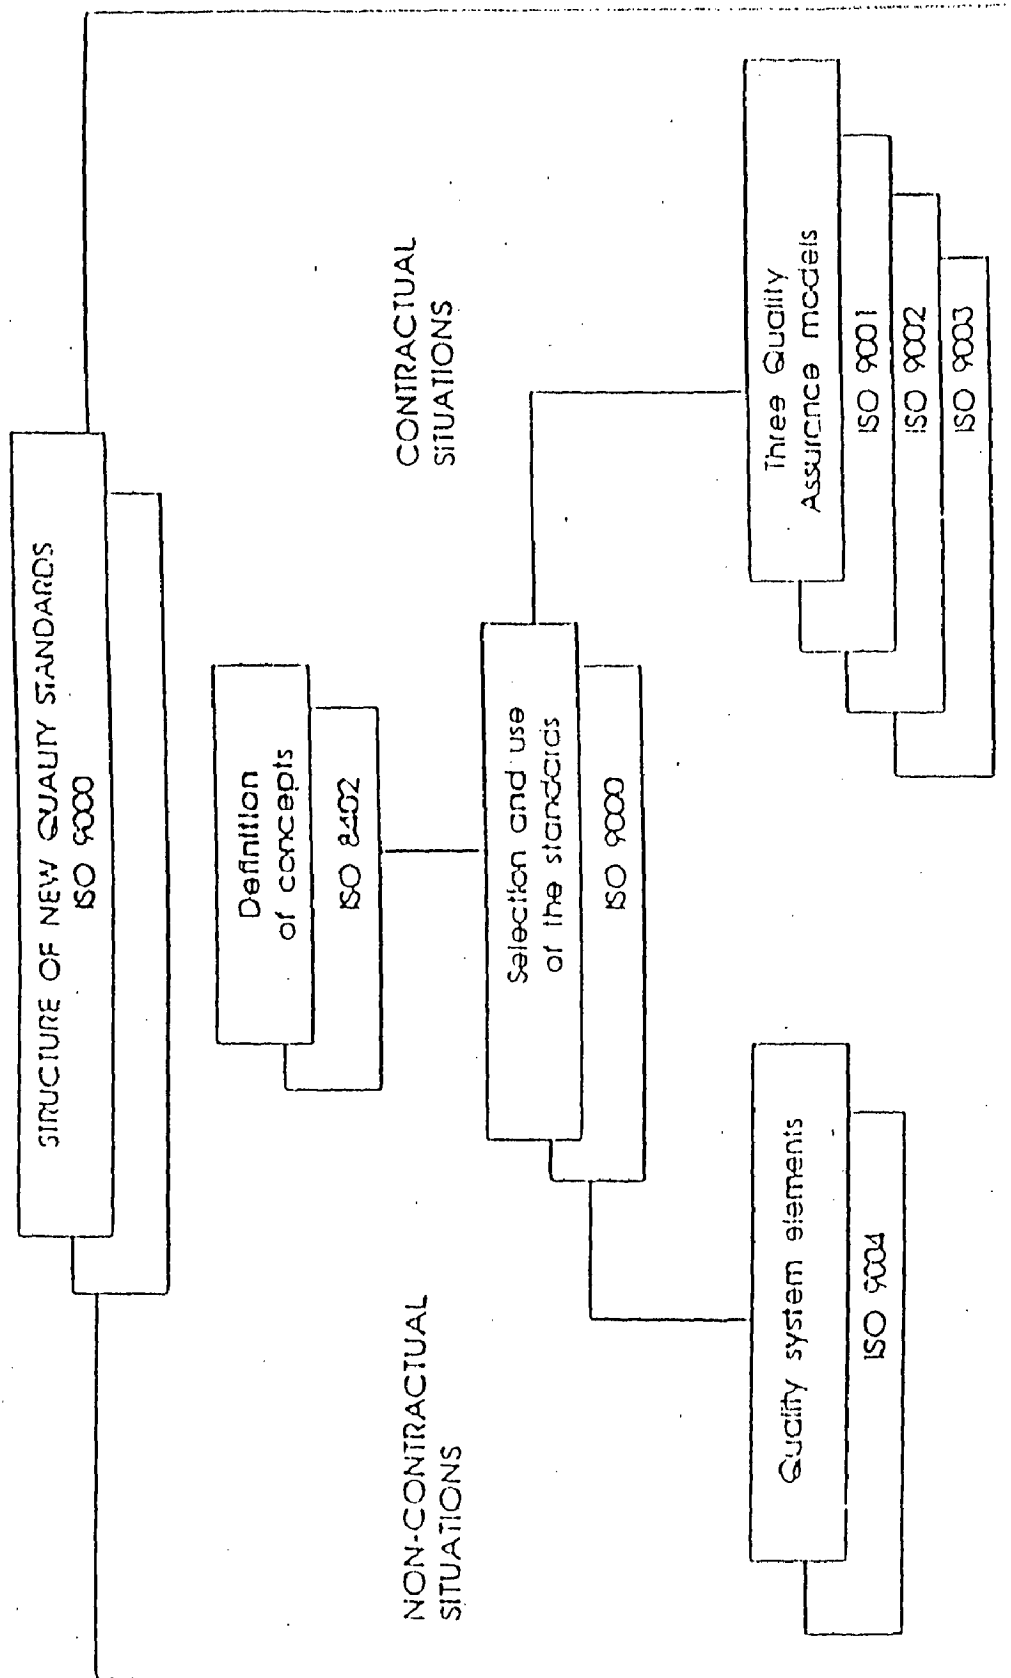 STRUCTURE OF NEW QUALITY STANDARDS
ISO 9000
Definition
of concepts
ISO 8402
NON-CONTRACTUAL
SITUATIONS
CONTRACTUAL
SITUATIONS
Selection and use
of the standards
ISO 9000
Quality system elements
ISO 9004
Three Quality
Assurance models
ISO 9001
ISO 9002
ISO 9003